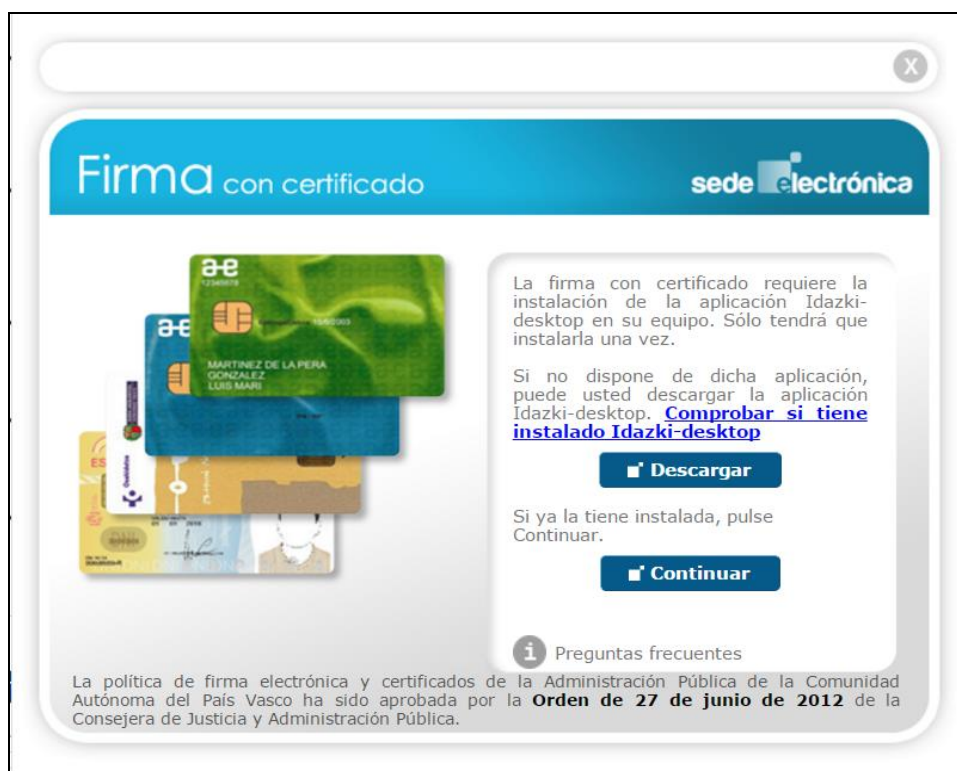 X
Firma con certificado
sede electrónica
a-e
12345678
MARTINEZ DE LA PERA
GONZALEZ
LUIS MARI
a-e
ES
La firma con certificado requiere la
instalación de la aplicación Idazki-
desktop en su equipo. Sólo tendrá que
instalarla una vez.
Si no dispone de dicha aplicación,
puede usted descargar la aplicación
Idazki-desktop. Comprobar si tiene
instalado Idazki-desktop
Descargar
Si ya la tiene instalada, pulse
Continuar.
Continuar
i Preguntas frecuentes
La política de firma electrónica y certificados de la Administración Pública de la Comunidad
Autónoma del País Vasco ha sido aprobada por la Orden de 27 de junio de 2012 de la
Consejera de Justicia y Administración Pública.